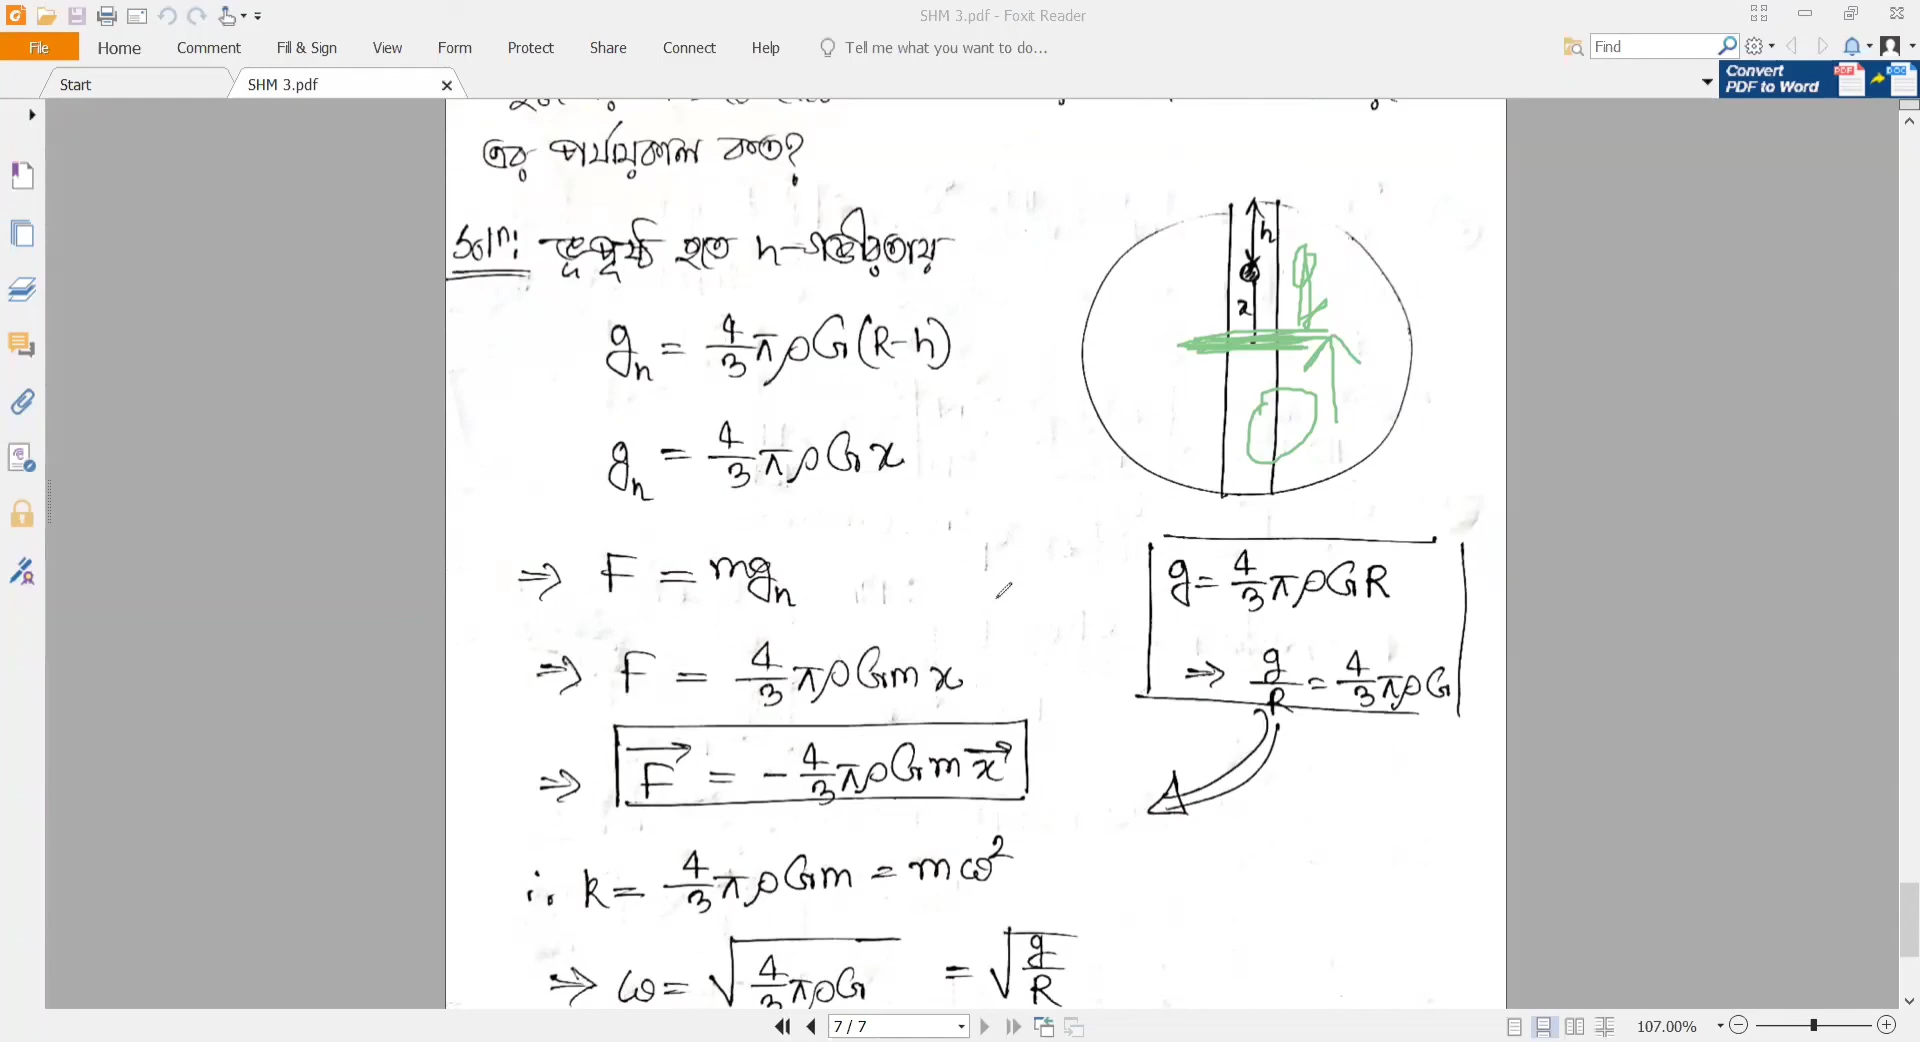 SHM 3.pdf - Foxit Reader
File Home Comment Fill & Sign View Form Protect Share Connect Help Tell me what you want to do... Find
Start SHM 3.pdf
Convert
PDF to Word
এর পর্যায়কাল কত?
Soln: ভূপৃষ্ঠ হতে h-গভীরতায়
h
x
gₕ = 4/3 πρG(R-h)
gₕ = 4/3 πρGx
⇒ F = mgₕ
⇒ F = 4/3 πρGmx
⇒ F⃗ = -4/3 πρGm x⃗
∴ k = 4/3 πρGm = mω²
⇒ ω = √(4/3 πρG) = √(g/R)
g = 4/3 πρGR
⇒ g/R = 4/3 πρG
7 / 7
107.00%